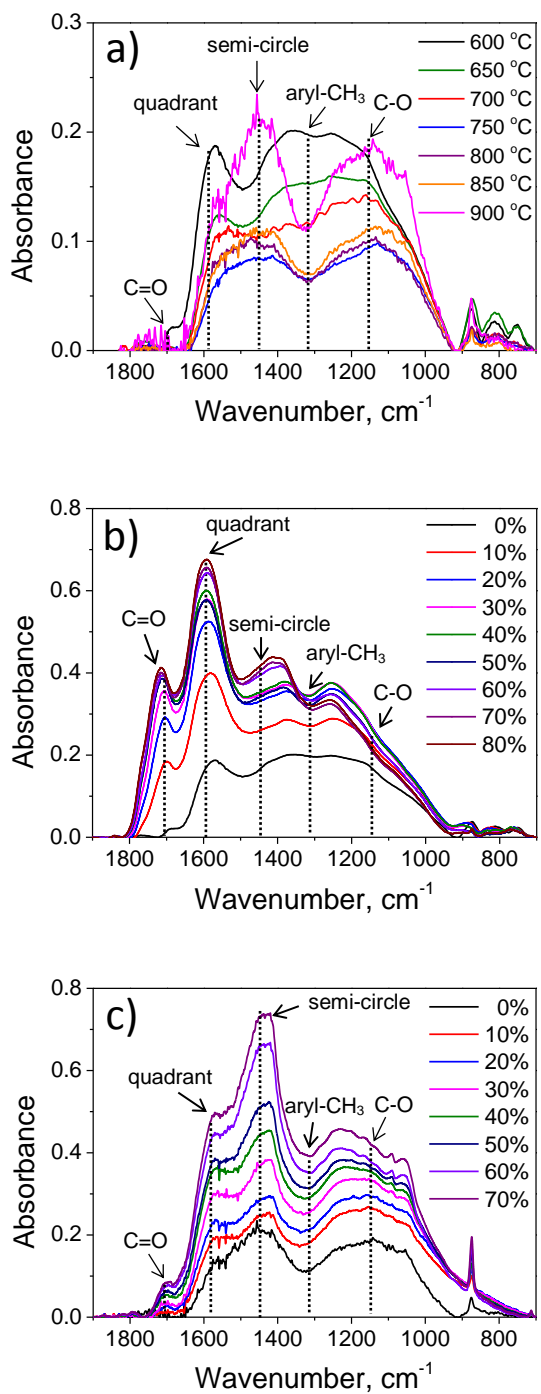 a)
semi-circle
quadrant
aryl-CH₃
C-O
C=O
600 °C
650 °C
700 °C
750 °C
800 °C
850 °C
900 °C
0.3
0.2
0.1
0.0
Absorbance
1800 1600 1400 1200 1000 800
Wavenumber, cm⁻¹
b)
quadrant
C=O
semi-circle
aryl-CH₃
C-O
0%
10%
20%
30%
40%
50%
60%
70%
80%
0.8
0.6
0.4
0.2
0.0
Absorbance
1800 1600 1400 1200 1000 800
Wavenumber, cm⁻¹
c)
semi-circle
quadrant
aryl-CH₃
C-O
C=O
0%
10%
20%
30%
40%
50%
60%
70%
0.8
0.6
0.4
0.2
0.0
Absorbance
1800 1600 1400 1200 1000 800
Wavenumber, cm⁻¹